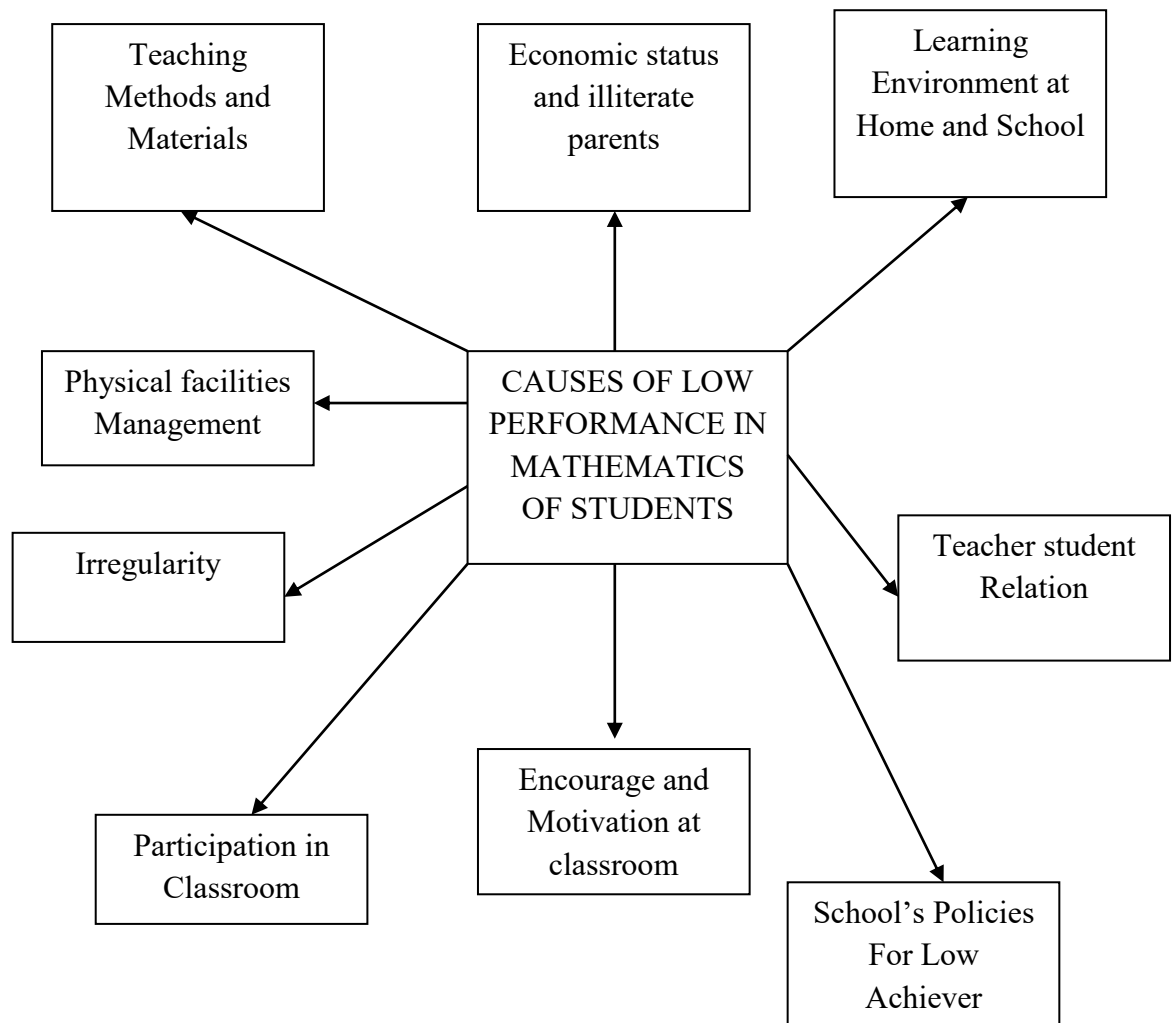 Teaching
Methods and
Materials
Economic status
and illiterate
parents
Learning
Environment at
Home and School
Physical facilities
Management
CAUSES OF LOW
PERFORMANCE IN
MATHEMATICS
OF STUDENTS
Irregularity
Teacher student
Relation
Participation in
Classroom
Encourage and
Motivation at
classroom
School’s Policies
For Low
Achiever